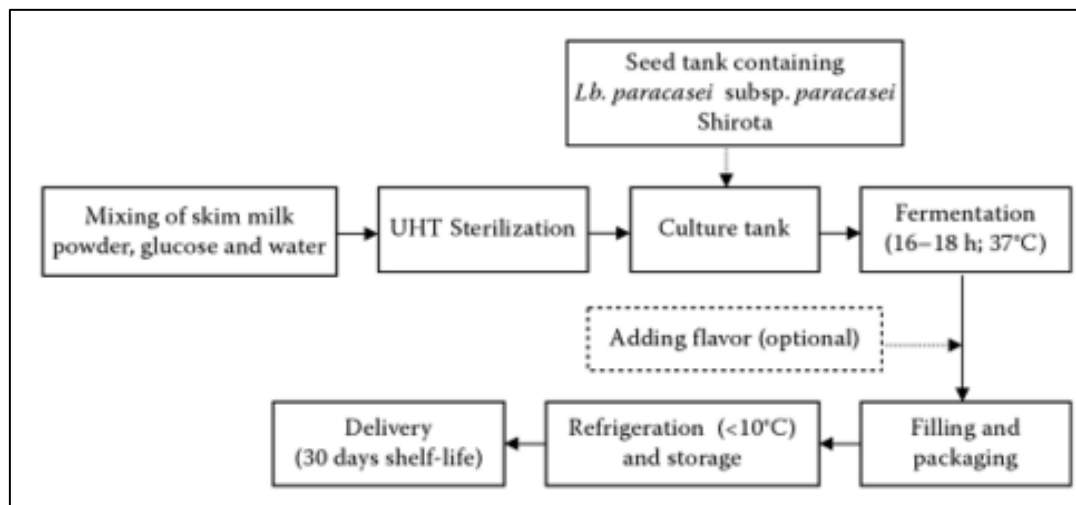 Seed tank containing
Lb. paracasei subsp. paracasei
Shirota
Mixing of skim milk
powder, glucose and water
UHT Sterilization
Culture tank
Fermentation
(16–18 h; 37°C)
Adding flavor (optional)
Delivery
(30 days shelf-life)
Refrigeration (<10°C)
and storage
Filling and
packaging